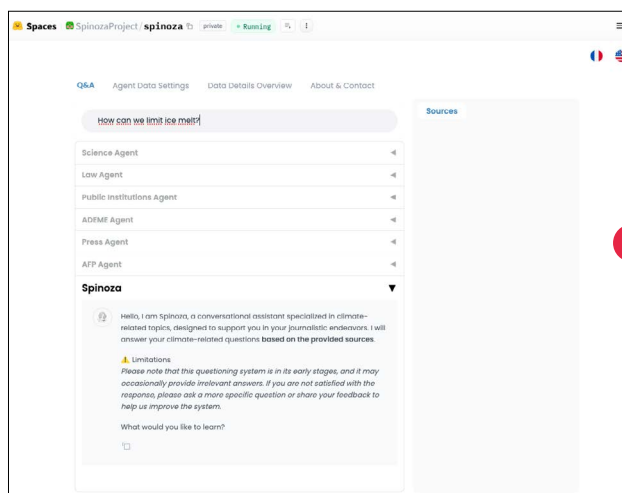 Spaces SpinozaProject/spinoza private Running
Q&A Agent Data Settings Data Details Overview About & Contact
How can we limit ice melt?
Sources
Science Agent
Law Agent
Public Institutions Agent
ADEME Agent
Press Agent
AFP Agent
Spinoza
Hello, I am Spinoza, a conversational assistant specialized in climate-
related topics, designed to support you in your journalistic endeavors. I will
answer your climate-related questions based on the provided sources.
⚠️ Limitations
Please note that this questioning system is in its early stages, and it may
occasionally provide irrelevant answers. If you are not satisfied with the
response, please ask a more specific question or share your feedback to
help us improve the system.
What would you like to learn?